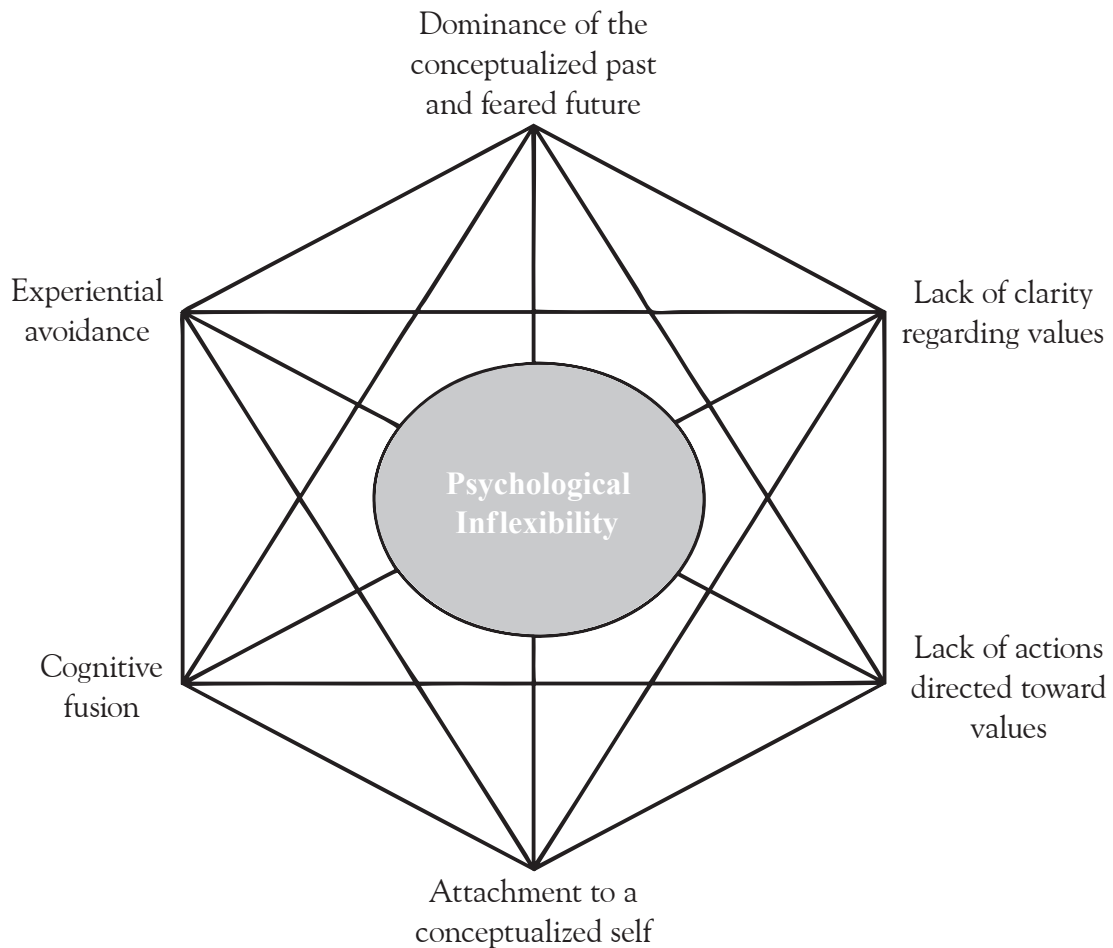 Dominance of the
conceptualized past
and feared future
Experiential
avoidance
Lack of clarity
regarding values
Psychological
Inflexibility
Cognitive
fusion
Lack of actions
directed toward
values
Attachment to a
conceptualized self